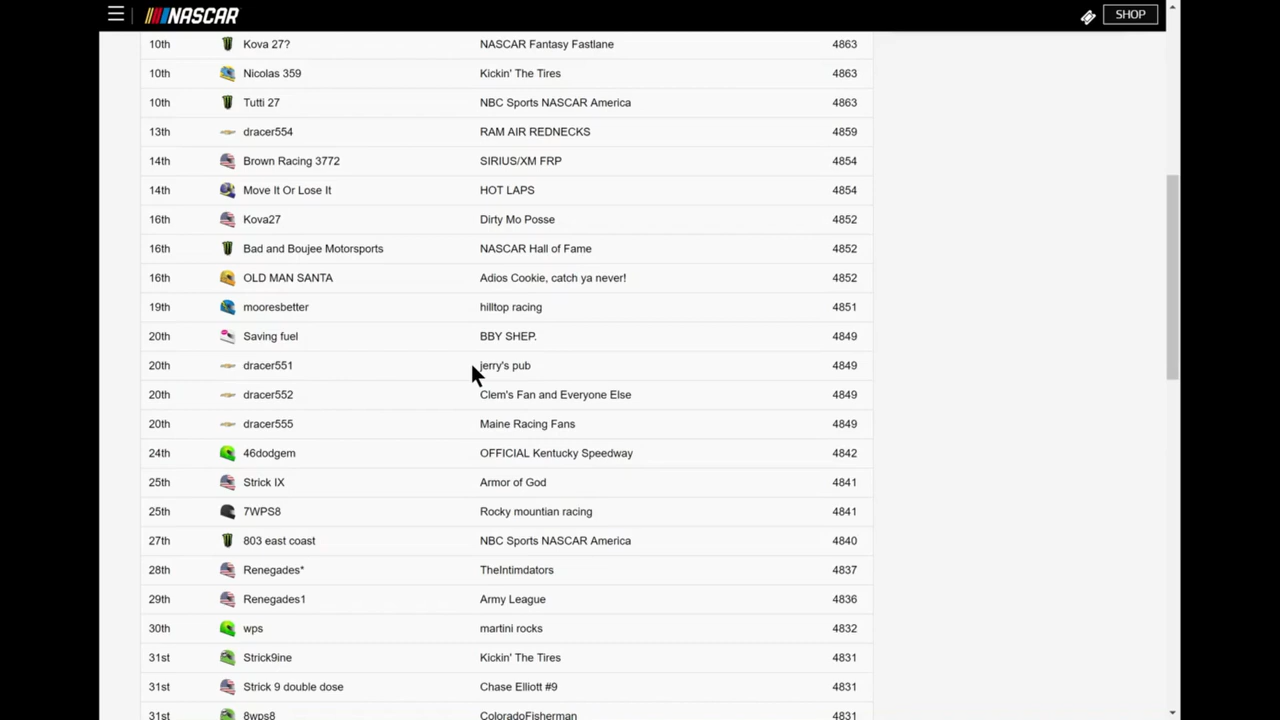 NASCAR
SHOP
10th Kova 27? NASCAR Fantasy Fastlane 4863
10th Nicolas 359 Kickin' The Tires 4863
10th Tutti 27 NBC Sports NASCAR America 4863
13th dracer554 RAM AIR REDNECKS 4859
14th Brown Racing 3772 SIRIUS/XM FRP 4854
14th Move It Or Lose It HOT LAPS 4854
16th Kova27 Dirty Mo Posse 4852
16th Bad and Boujee Motorsports NASCAR Hall of Fame 4852
16th OLD MAN SANTA Adios Cookie, catch ya never! 4852
19th mooresbetter hilltop racing 4851
20th Saving fuel BBY SHEP. 4849
20th dracer551 jerry's pub 4849
20th dracer552 Clem's Fan and Everyone Else 4849
20th dracer555 Maine Racing Fans 4849
24th 46dodgem OFFICIAL Kentucky Speedway 4842
25th Strick IX Armor of God 4841
25th 7WPS8 Rocky mountian racing 4841
27th 803 east coast NBC Sports NASCAR America 4840
28th Renegades* TheIntimdators 4837
29th Renegades1 Army League 4836
30th wps martini rocks 4832
31st Strick9ine Kickin' The Tires 4831
31st Strick 9 double dose Chase Elliott #9 4831
31st 8wps8 ColoradoFisherman 4831